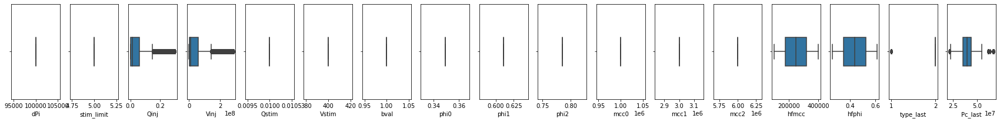 95000 100000 105000
dPi
4.75 5.00 5.25
stim_limit
0.0 0.2
Qinj
0 2
1e8
Vinj
0.0095 0.0100 0.0105
Qstim
380 400 420
Vstim
0.95 1.00 1.05
bval
0.34 0.36
phi0
0.600 0.625
phi1
0.75 0.80
phi2
0.95 1.00 1.05
1e6
mcc0
2.9 3.0 3.1
1e6
mcc1
5.75 6.00 6.25
1e6
mcc2
200000 400000
hfmcc
0.4 0.6
hfphi
1 2
type_last
2.5 5.0
1e7
Pc_last